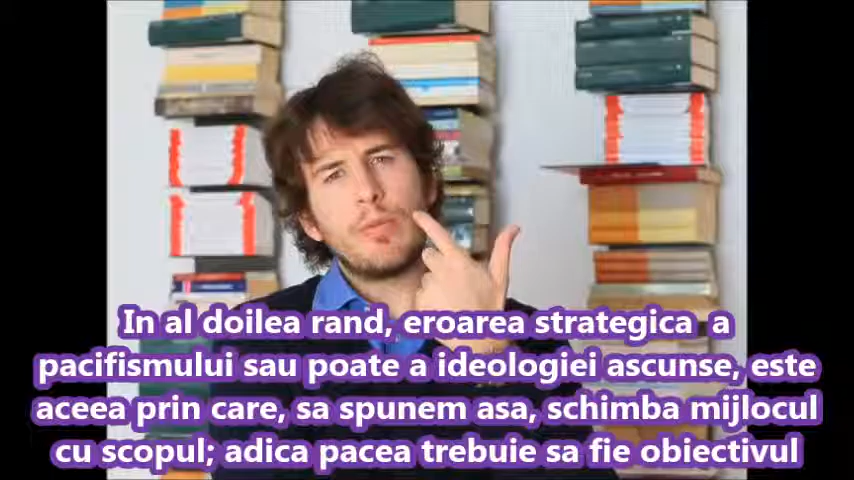 In al doilea rand, eroarea strategica a
pacifismului sau poate a ideologiei ascunse, este
aceea prin care, sa spunem asa, schimba mijlocul
cu scopul; adica pacea trebuie sa fie obiectivul